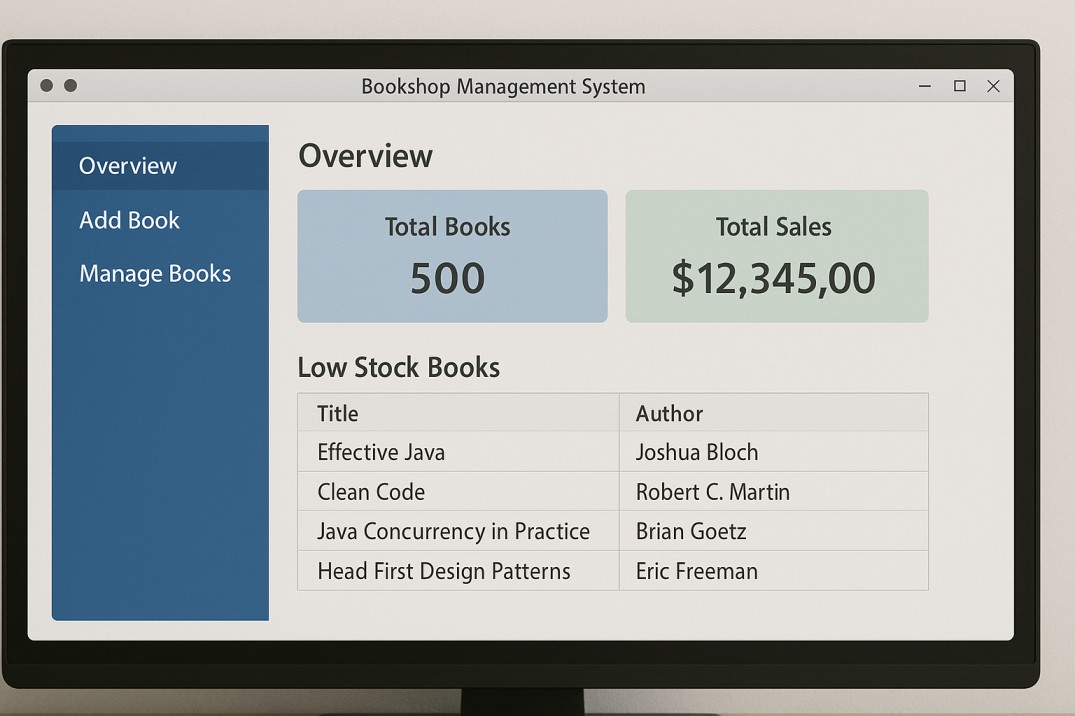 Bookshop Management System
Overview
Add Book
Manage Books
Overview
Total Books
500
Total Sales
$12,345,00
Low Stock Books
Title Author
Effective Java Joshua Bloch
Clean Code Robert C. Martin
Java Concurrency in Practice Brian Goetz
Head First Design Patterns Eric Freeman